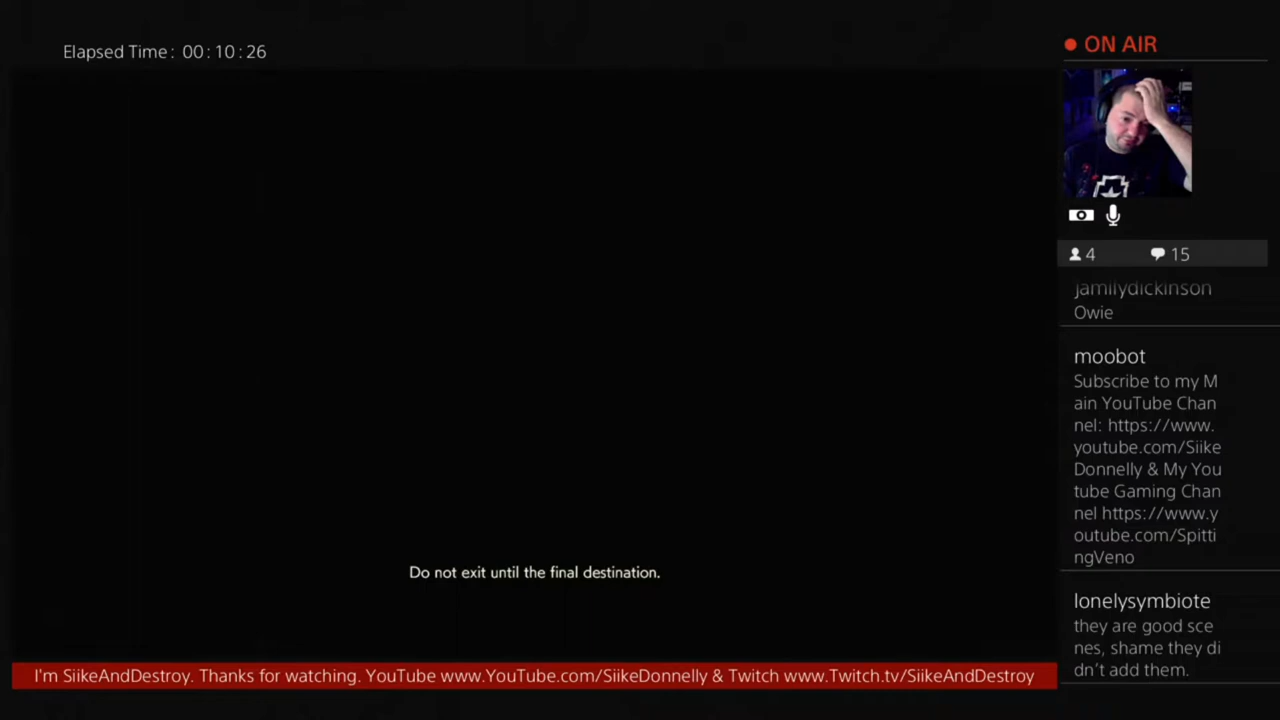 Elapsed Time: 00:10:26
ON AIR
4
15
jamilydickinson
Owie
moobot
Subscribe to my M
ain YouTube Chan
nel: https://www.
youtube.com/Siike
Donnelly & My You
tube Gaming Chan
nel https://www.y
outube.com/Spitti
ngVeno
lonelysymbiote
they are good sce
nes, shame they di
dn't add them.
Do not exit until the final destination.
I'm SiikeAndDestroy. Thanks for watching. YouTube www.YouTube.com/SiikeDonnelly & Twitch www.Twitch.tv/SiikeAndDestroy